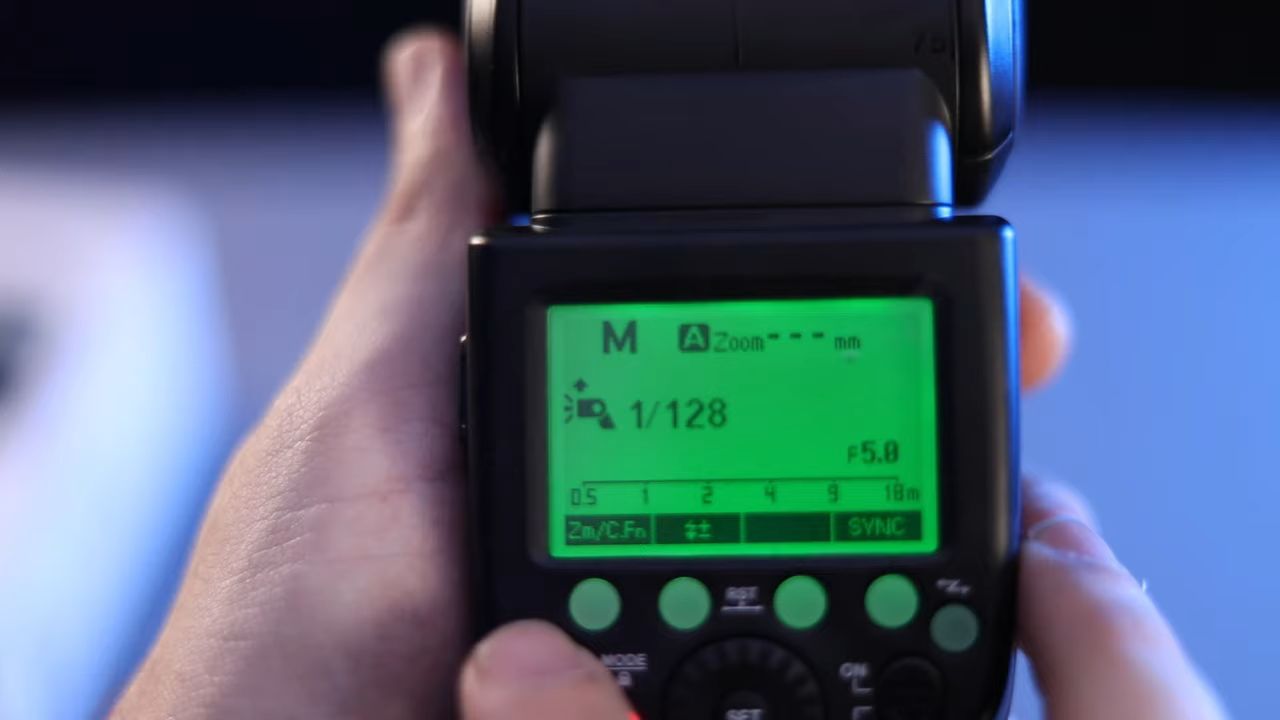 75
M A Zoom --- mm
1/128
F5.0
0.5 1 2 4 9 18m
Zm/C.Fn ± SYNC
RST
MODE
ON
SET